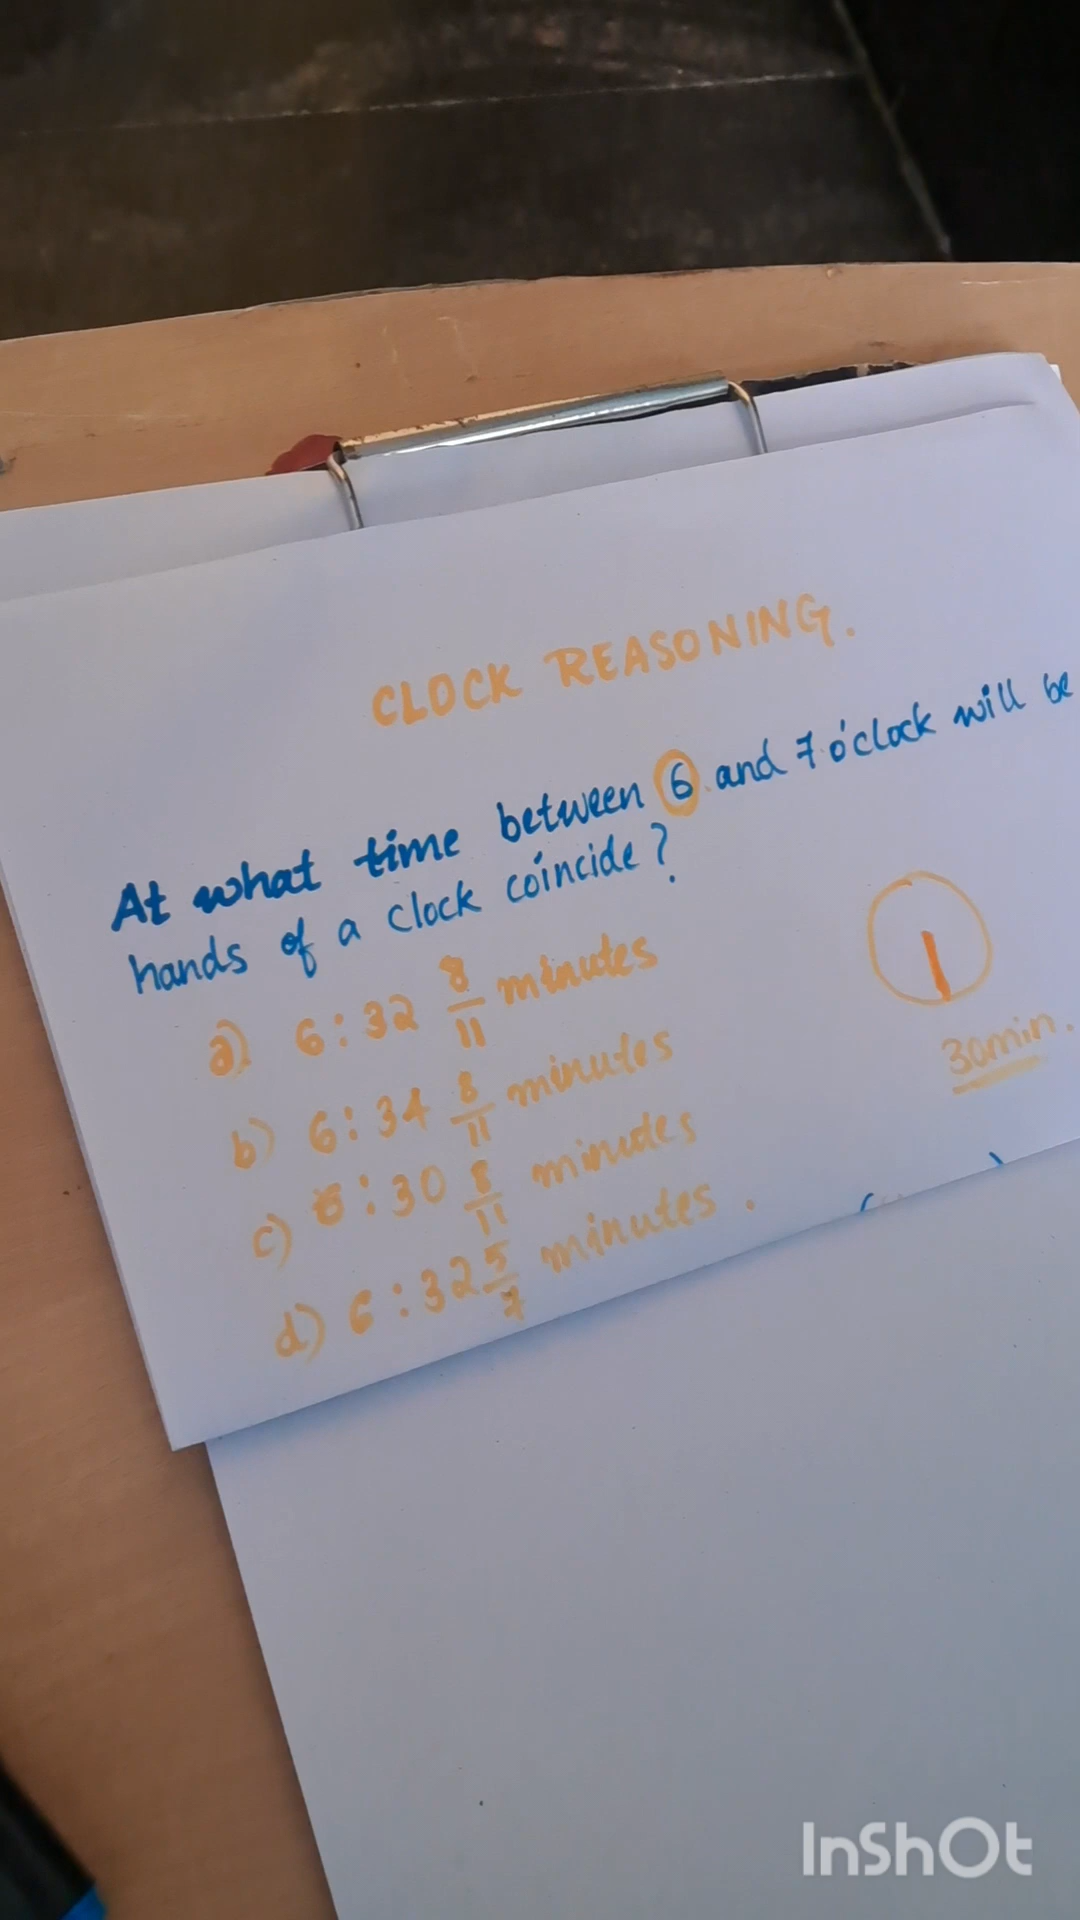 CLOCK REASONING.
At what time between 6 and 7 o'clock will be
hands of a clock coincide?
a) 6:32 8/11 minutes
b) 6:34 8/11 minutes
c) 6:30 8/11 minutes
d) 6:32 5/7 minutes.
30min.
InShOt